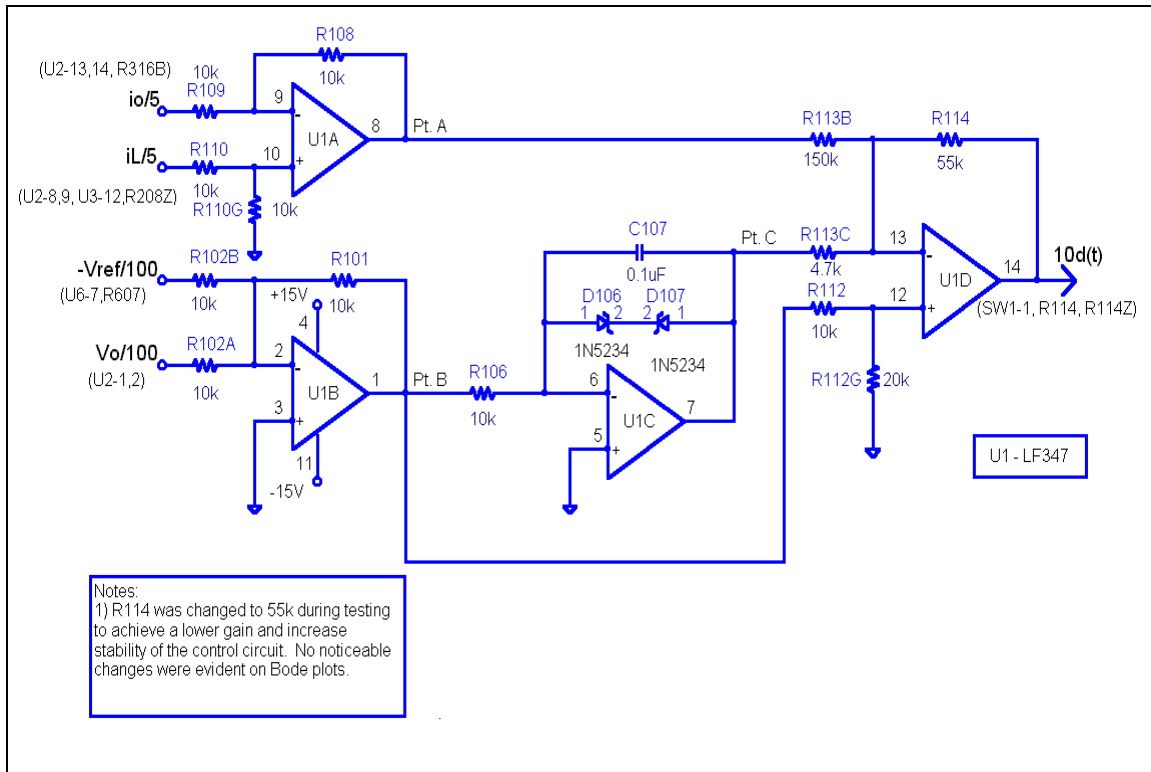 R108
10k
(U2-13,14, R316B)
10k
R109
io/5
9
-
U1A
8
Pt. A
iL/5
R110
10
+
10k
(U2-8,9, U3-12,R208Z)
R110G
10k
R113B
150k
R114
55k
-Vref/100
R102B
(U6-7,R607)
10k
R101
10k
+15V
4
Vo/100
R102A
(U2-1,2)
10k
2
-
U1B
1
Pt. B
3
+
11
-15V
R106
10k
C107
0.1uF
D106
D107
1
2
2
1
1N5234
1N5234
6
-
U1C
7
5
+
Pt. C
R113C
4.7k
13
-
U1D
14
10d(t)
R112
10k
12
+
(SW1-1, R114, R114Z)
R112G
20k
U1 - LF347
Notes:
1) R114 was changed to 55k during testing
to achieve a lower gain and increase
stability of the control circuit. No noticeable
changes were evident on Bode plots.